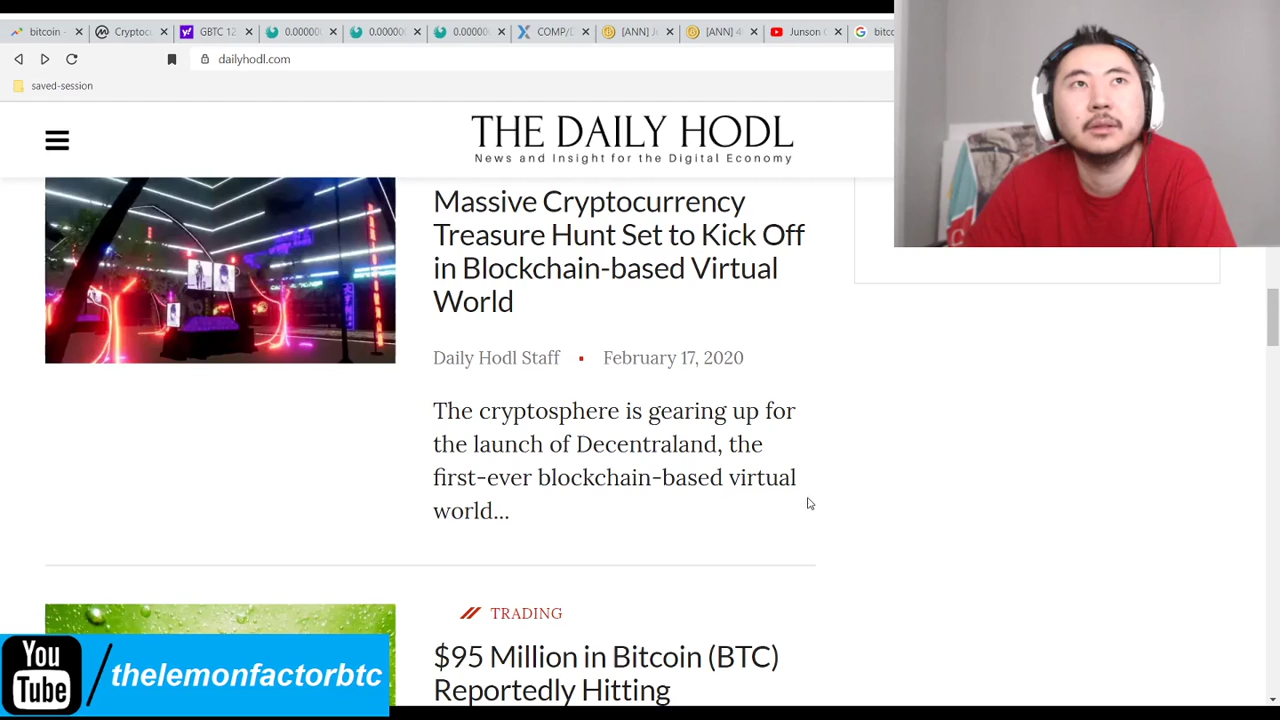 bitcoin
Cryptoc
GBTC 12
0.00000
0.00000
0.00000
COMP/
[ANN] J
[ANN] 4
Junson C
bitco
dailyhodl.com
saved-session
THE DAILY HODL
News and Insight for the Digital Economy
Massive Cryptocurrency
Treasure Hunt Set to Kick Off
in Blockchain-based Virtual
World
Daily Hodl Staff
February 17, 2020
The cryptosphere is gearing up for
the launch of Decentraland, the
first-ever blockchain-based virtual
world...
TRADING
$95 Million in Bitcoin (BTC)
Reportedly Hitting
You
Tube
/thelemonfactorbtc